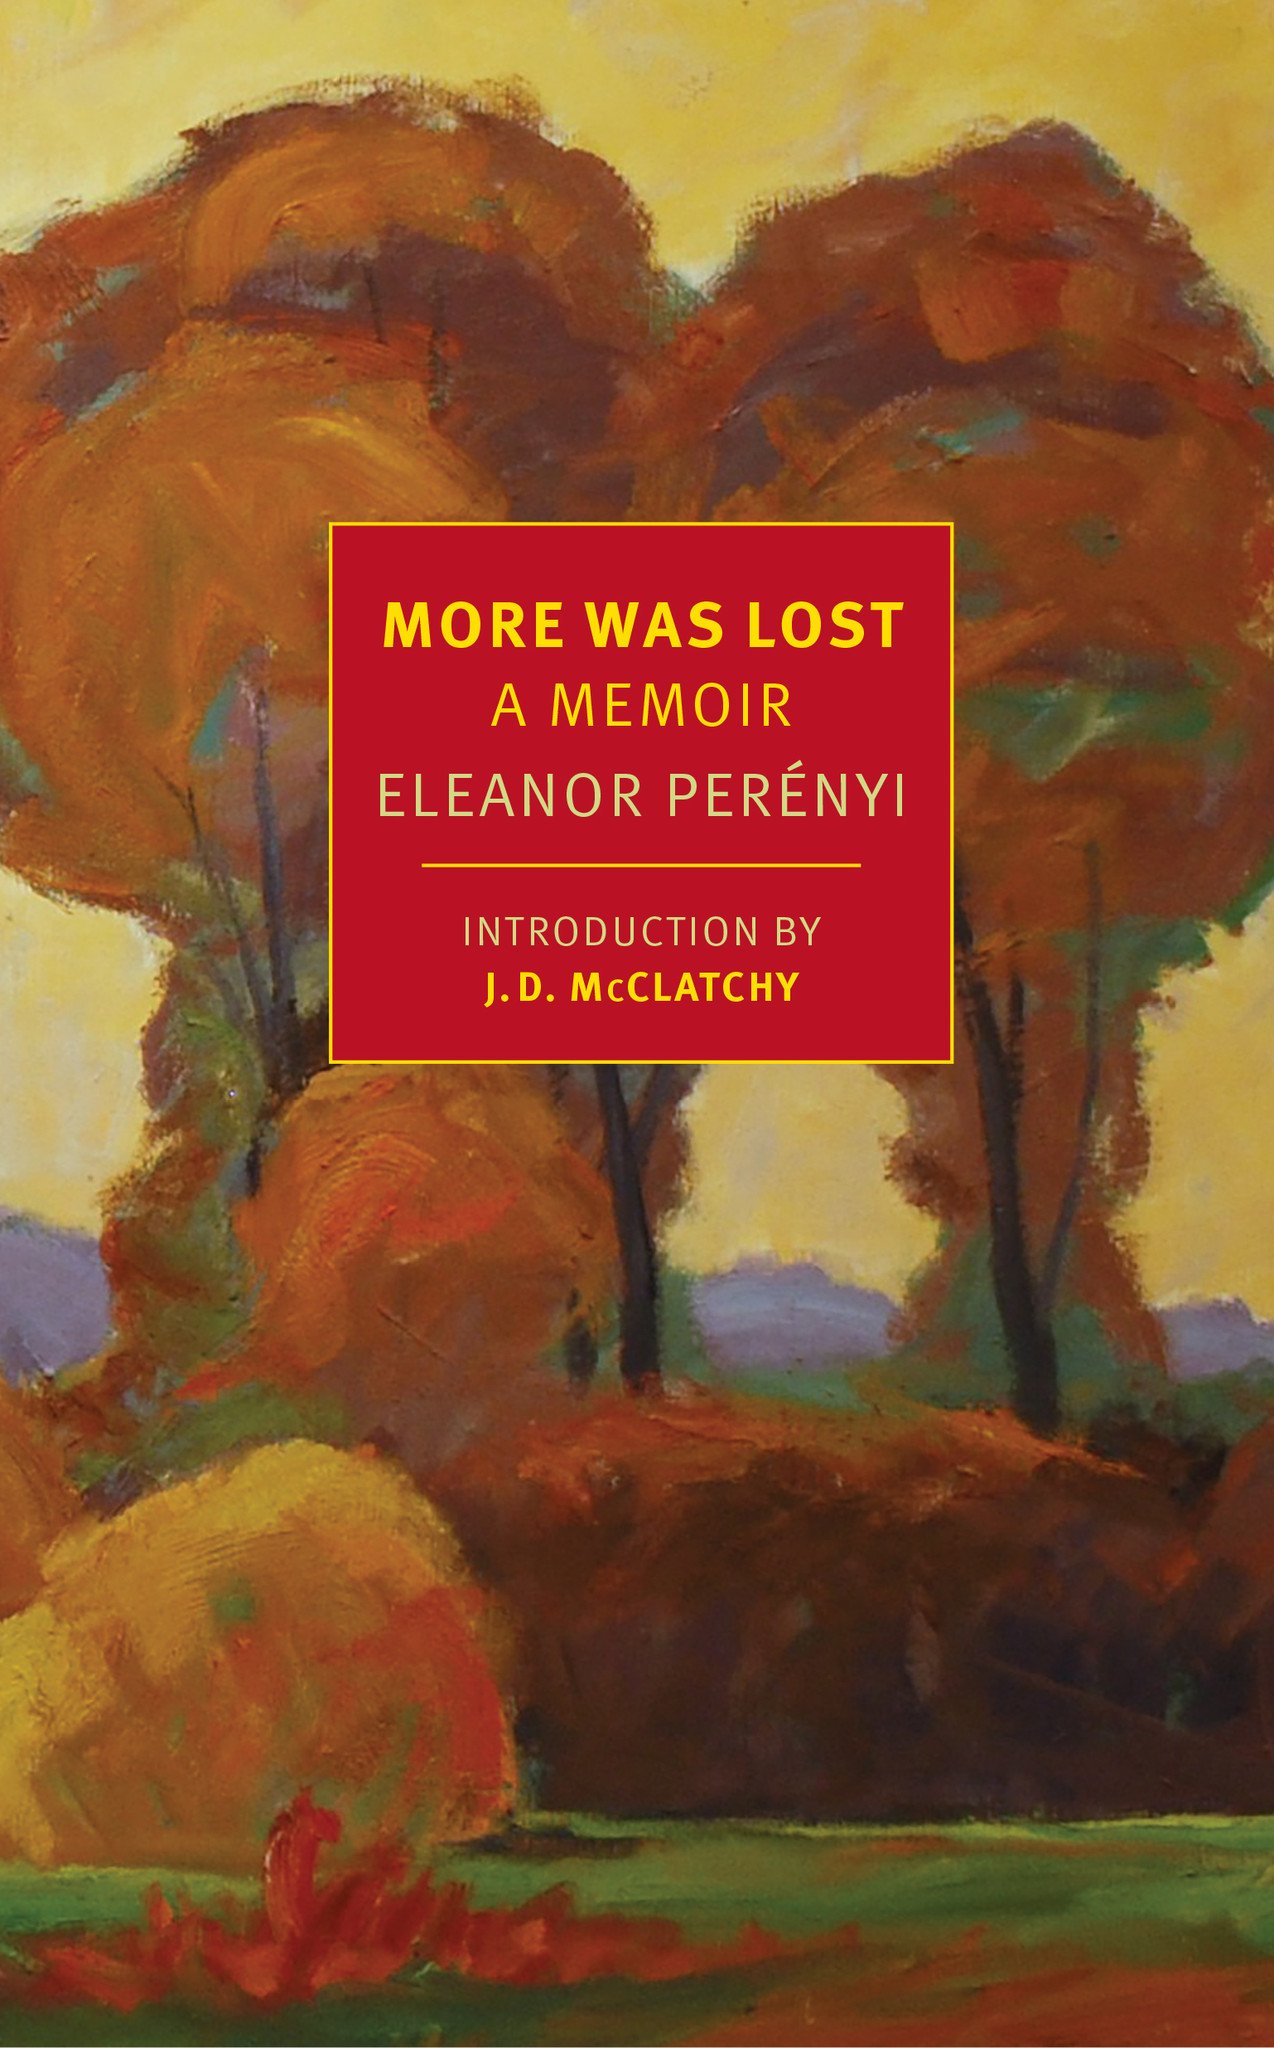 MORE WAS LOST
A MEMOIR
ELEANOR PERÉNYI
INTRODUCTION BY
J. D. McCLATCHY